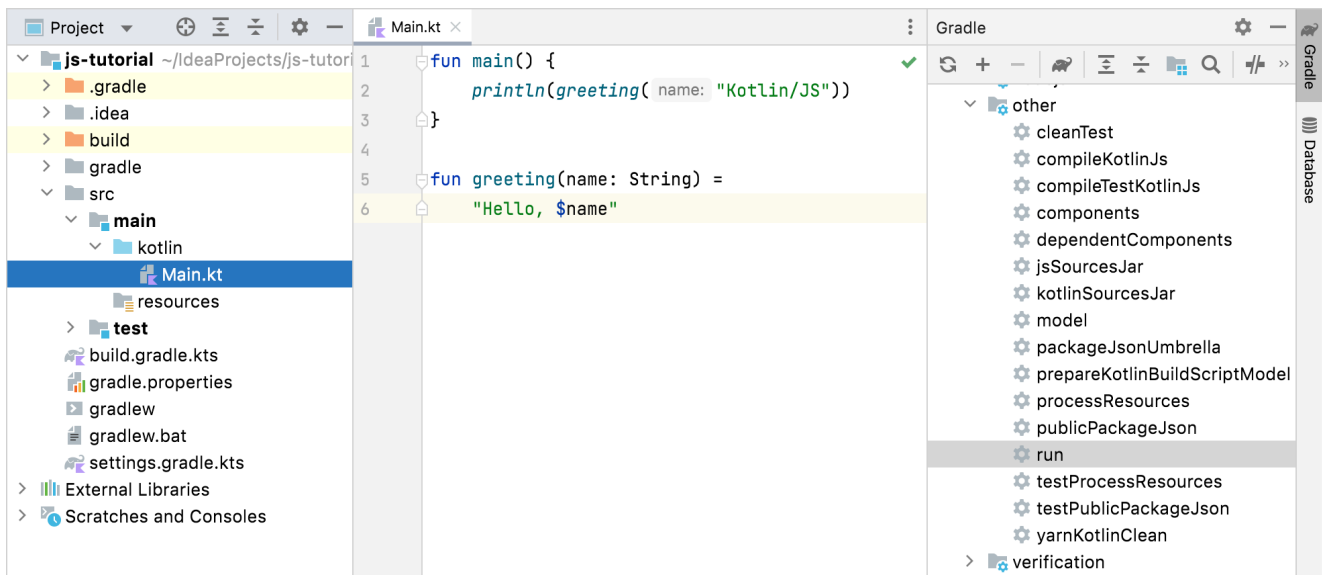 Project
js-tutorial ~/IdeaProjects/js-tutori
.gradle
.idea
build
gradle
src
main
kotlin
Main.kt
resources
test
build.gradle.kts
gradle.properties
gradlew
gradlew.bat
settings.gradle.kts
External Libraries
Scratches and Consoles
Main.kt
1 fun main() {
2 println(greeting( name: "Kotlin/JS"))
3 }
4
5 fun greeting(name: String) =
6 "Hello, $name"
Gradle
other
cleanTest
compileKotlinJs
compileTestKotlinJs
components
dependentComponents
jsSourcesJar
kotlinSourcesJar
model
packageJsonUmbrella
prepareKotlinBuildScriptModel
processResources
publicPackageJson
run
testProcessResources
testPublicPackageJson
yarnKotlinClean
verification
Gradle
Database